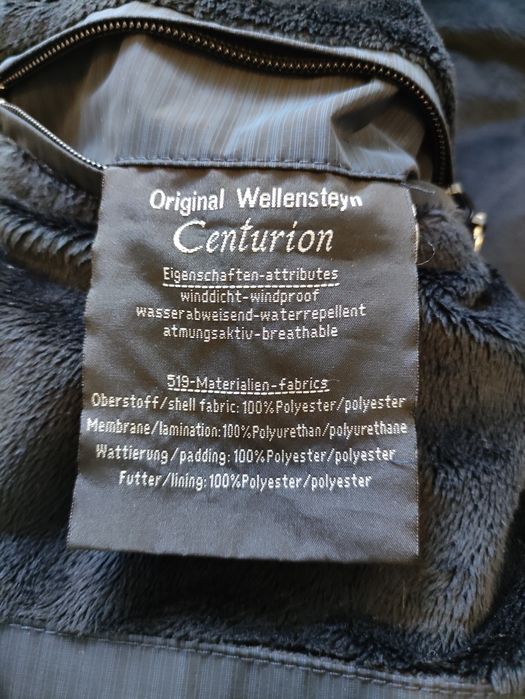 Original Wellensteyn
Centurion
Eigenschaften-attributes
winddicht-windproof
wasserabweisend-waterrepellent
atmungsaktiv-breathable
519-Materialien-fabrics
Oberstoff/shell fabric: 100%Polyester/polyester
Membrane/lamination:100%Polyurethan/polyurethane
Wattierung/padding: 100%Polyester/polyester
Futter/lining: 100%Polyester/polyester